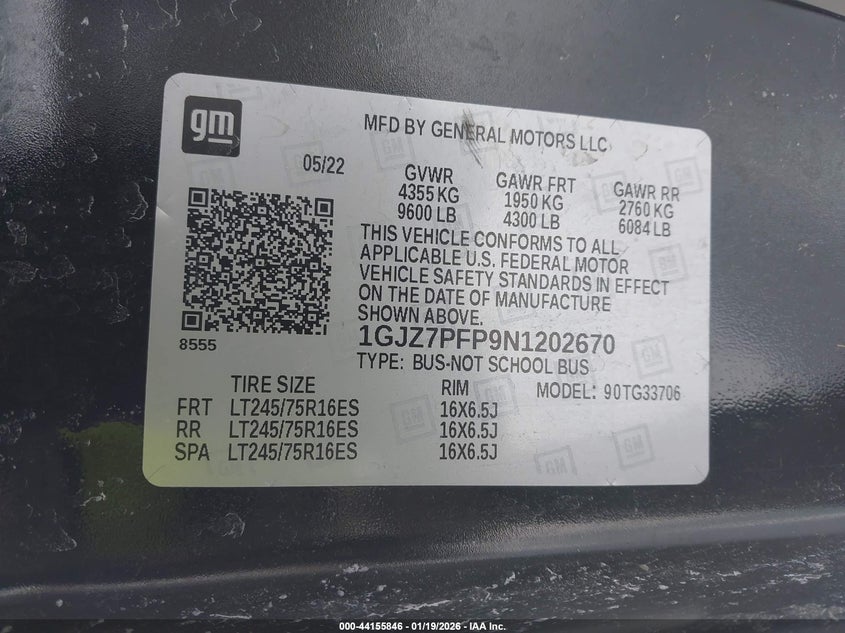 gm
MFD BY GENERAL MOTORS LLC
05/22
GVWR
4355 KG
9600 LB
GAWR FRT
1950 KG
4300 LB
GAWR RR
2760 KG
6084 LB
THIS VEHICLE CONFORMS TO ALL
APPLICABLE U.S. FEDERAL MOTOR
VEHICLE SAFETY STANDARDS IN EFFECT
ON THE DATE OF MANUFACTURE
SHOWN ABOVE.
8555
1GJZ7PFP9N1202670
TYPE: BUS-NOT SCHOOL BUS
TIRE SIZE RIM MODEL: 90TG33706
FRT LT245/75R16ES 16X6.5J
RR LT245/75R16ES 16X6.5J
SPA LT245/75R16ES 16X6.5J
000-44155846 - 01/19/2026 - IAA Inc.